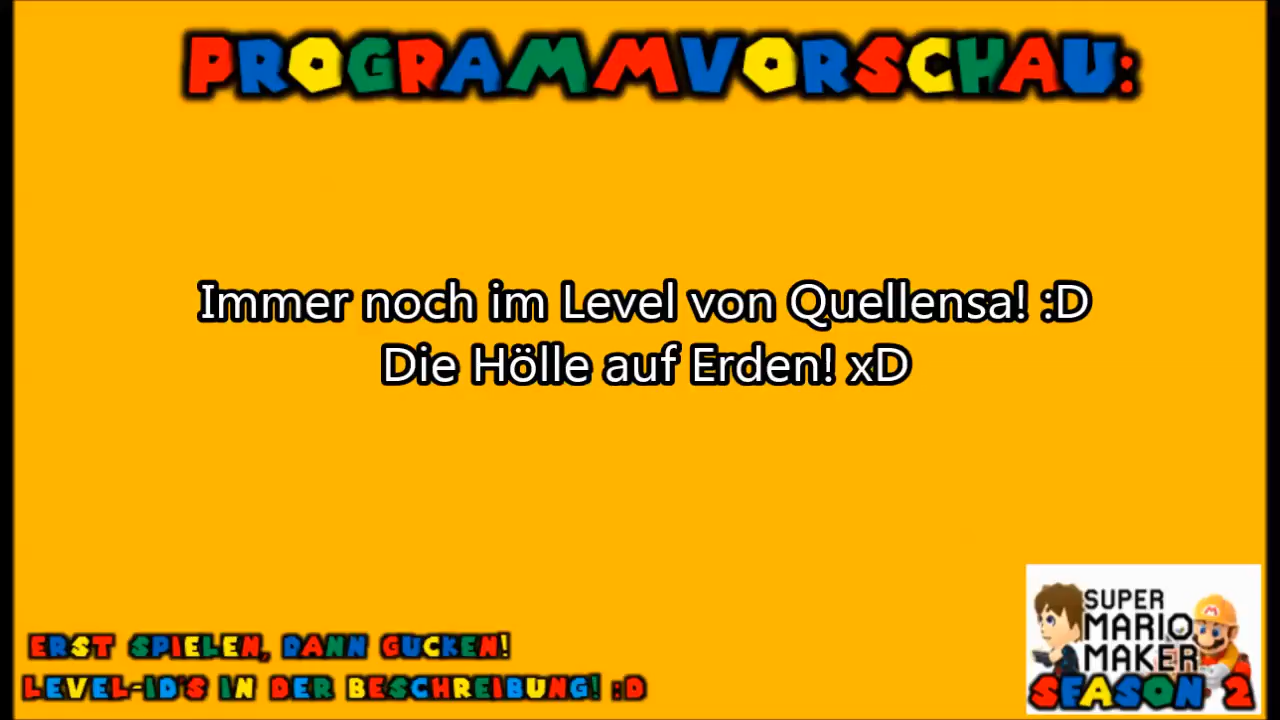 PROGRAMMVORSCHAU:
Immer noch im Level von Quellensa! :D
Die Hölle auf Erden! xD
ERST SPIELEN, DANN GUCKEN!
LEVEL-ID'S IN DER BESCHREIBUNG! :D
SUPER
MARIO
MAKER
SEASON 2